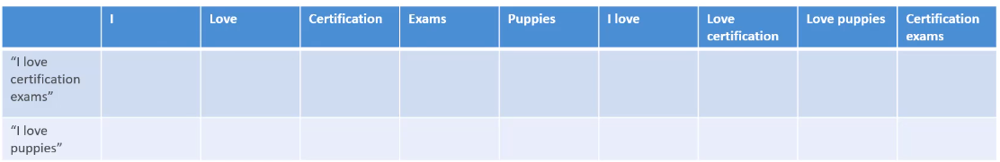 I
Love
Certification
Exams
Puppies
I love
Love
certification
Love puppies
Certification
exams
“I love
certification
exams”
“I love
puppies”